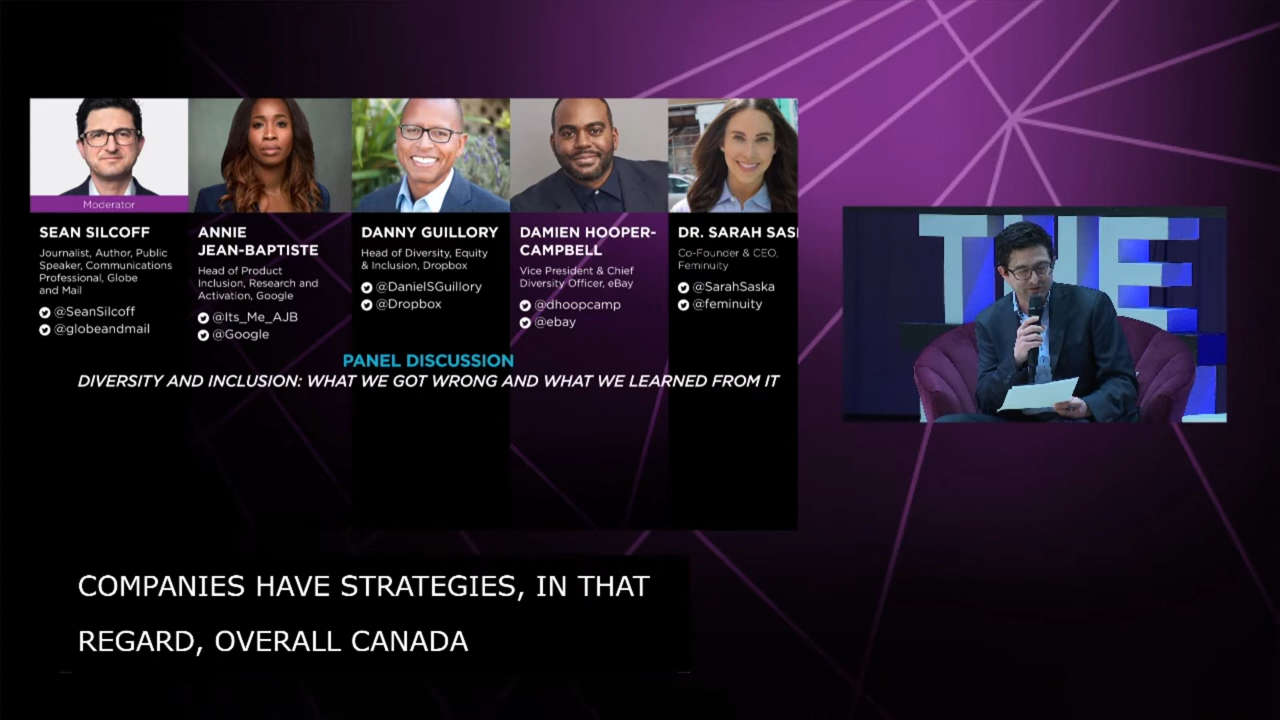 Moderator
SEAN SILCOFF
Journalist, Author, Public
Speaker, Communications
Professional, Globe
and Mail
@SeanSilcoff
@globeandmail
ANNIE
JEAN-BAPTISTE
Head of Product
Inclusion, Research and
Activation, Google
@Its_Me_AJB
@Google
DANNY GUILLORY
Head of Diversity, Equity
& Inclusion, Dropbox
@DanielSGuillory
@Dropbox
DAMIEN HOOPER-
CAMPBELL
Vice President & Chief
Diversity Officer, eBay
@dhoopcamp
@ebay
DR. SARAH SAS
Co-Founder & CEO,
Feminuity
@SarahSaska
@feminuity
PANEL DISCUSSION
DIVERSITY AND INCLUSION: WHAT WE GOT WRONG AND WHAT WE LEARNED FROM IT
THE
COMPANIES HAVE STRATEGIES, IN THAT
REGARD, OVERALL CANADA